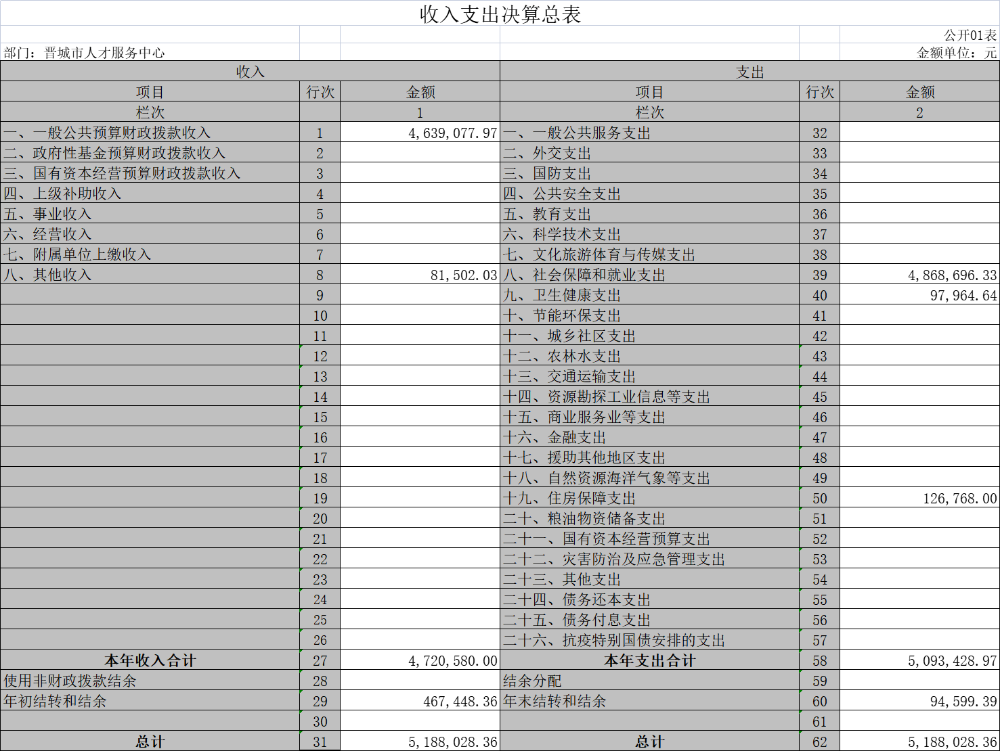 收入支出决算总表
公开01表
部门：晋城市人才服务中心 金额单位：元
收入 支出
项目 行次 金额 项目 行次 金额
栏次 1 栏次 2
一、一般公共预算财政拨款收入 1 4,639,077.97 一、一般公共服务支出 32
二、政府性基金预算财政拨款收入 2 二、外交支出 33
三、国有资本经营预算财政拨款收入 3 三、国防支出 34
四、上级补助收入 4 四、公共安全支出 35
五、事业收入 5 五、教育支出 36
六、经营收入 6 六、科学技术支出 37
七、附属单位上缴收入 7 七、文化旅游体育与传媒支出 38
八、其他收入 8 81,502.03 八、社会保障和就业支出 39 4,868,696.33
9 九、卫生健康支出 40 97,964.64
10 十、节能环保支出 41
11 十一、城乡社区支出 42
12 十二、农林水支出 43
13 十三、交通运输支出 44
14 十四、资源勘探工业信息等支出 45
15 十五、商业服务业等支出 46
16 十六、金融支出 47
17 十七、援助其他地区支出 48
18 十八、自然资源海洋气象等支出 49
19 十九、住房保障支出 50 126,768.00
20 二十、粮油物资储备支出 51
21 二十一、国有资本经营预算支出 52
22 二十二、灾害防治及应急管理支出 53
23 二十三、其他支出 54
24 二十四、债务还本支出 55
25 二十五、债务付息支出 56
26 二十六、抗疫特别国债安排的支出 57
本年收入合计 27 4,720,580.00 本年支出合计 58 5,093,428.97
使用非财政拨款结余 28 结余分配 59
年初结转和结余 29 467,448.36 年末结转和结余 60 94,599.39
30 61
总计 31 5,188,028.36 总计 62 5,188,028.36